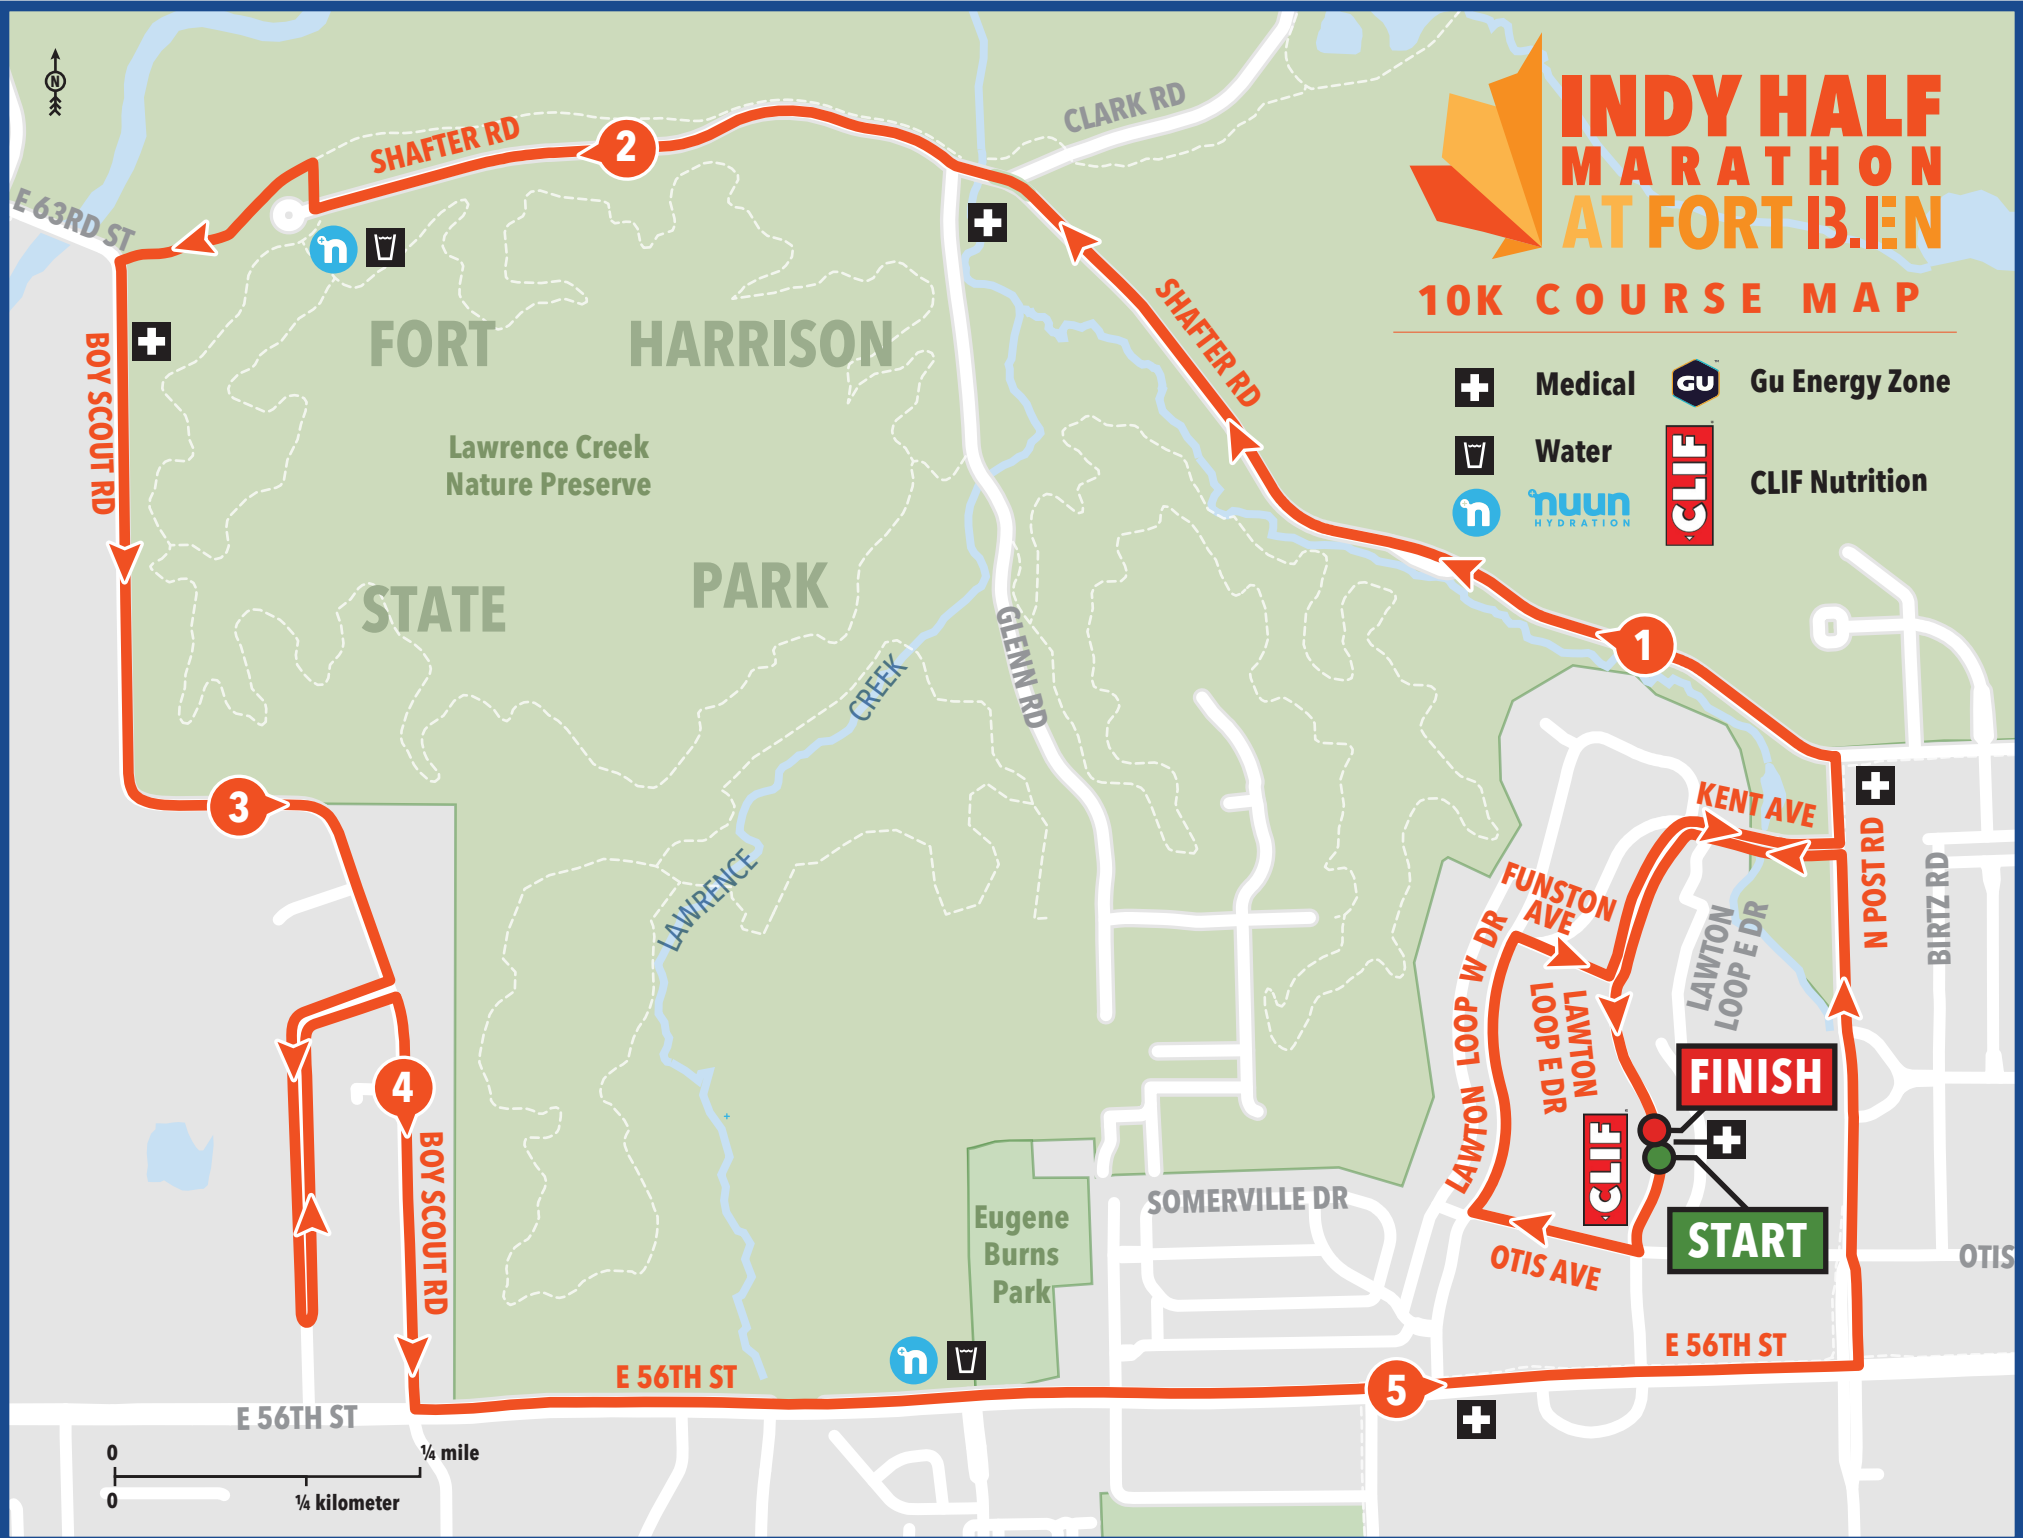 N
INDY HALF
MARATHON
AT FORT B.EN
10K COURSE MAP
Medical
GU
Gu Energy Zone
Water
CLIF
CLIF Nutrition
n
nuun
HYDRATION
CLARK RD
SHAFTER RD
2
E 63RD ST
n
SHAFTER RD
BOY SCOUT RD
FORT HARRISON
Lawrence Creek
Nature Preserve
STATE PARK
GLENN RD
CREEK
LAWRENCE
1
3
KENT AVE
N POST RD
BIRTZ RD
FUNSTON
AVE
LAWTON LOOP W DR
LAWTON
LOOP E DR
LAWTON
LOOP E DR
FINISH
CLIF
START
4
BOY SCOUT RD
SOMERVILLE DR
Eugene
Burns
Park
OTIS AVE
OTIS
n
E 56TH ST
E 56TH ST
5
E 56TH ST
0 ¼ mile
0 ¼ kilometer